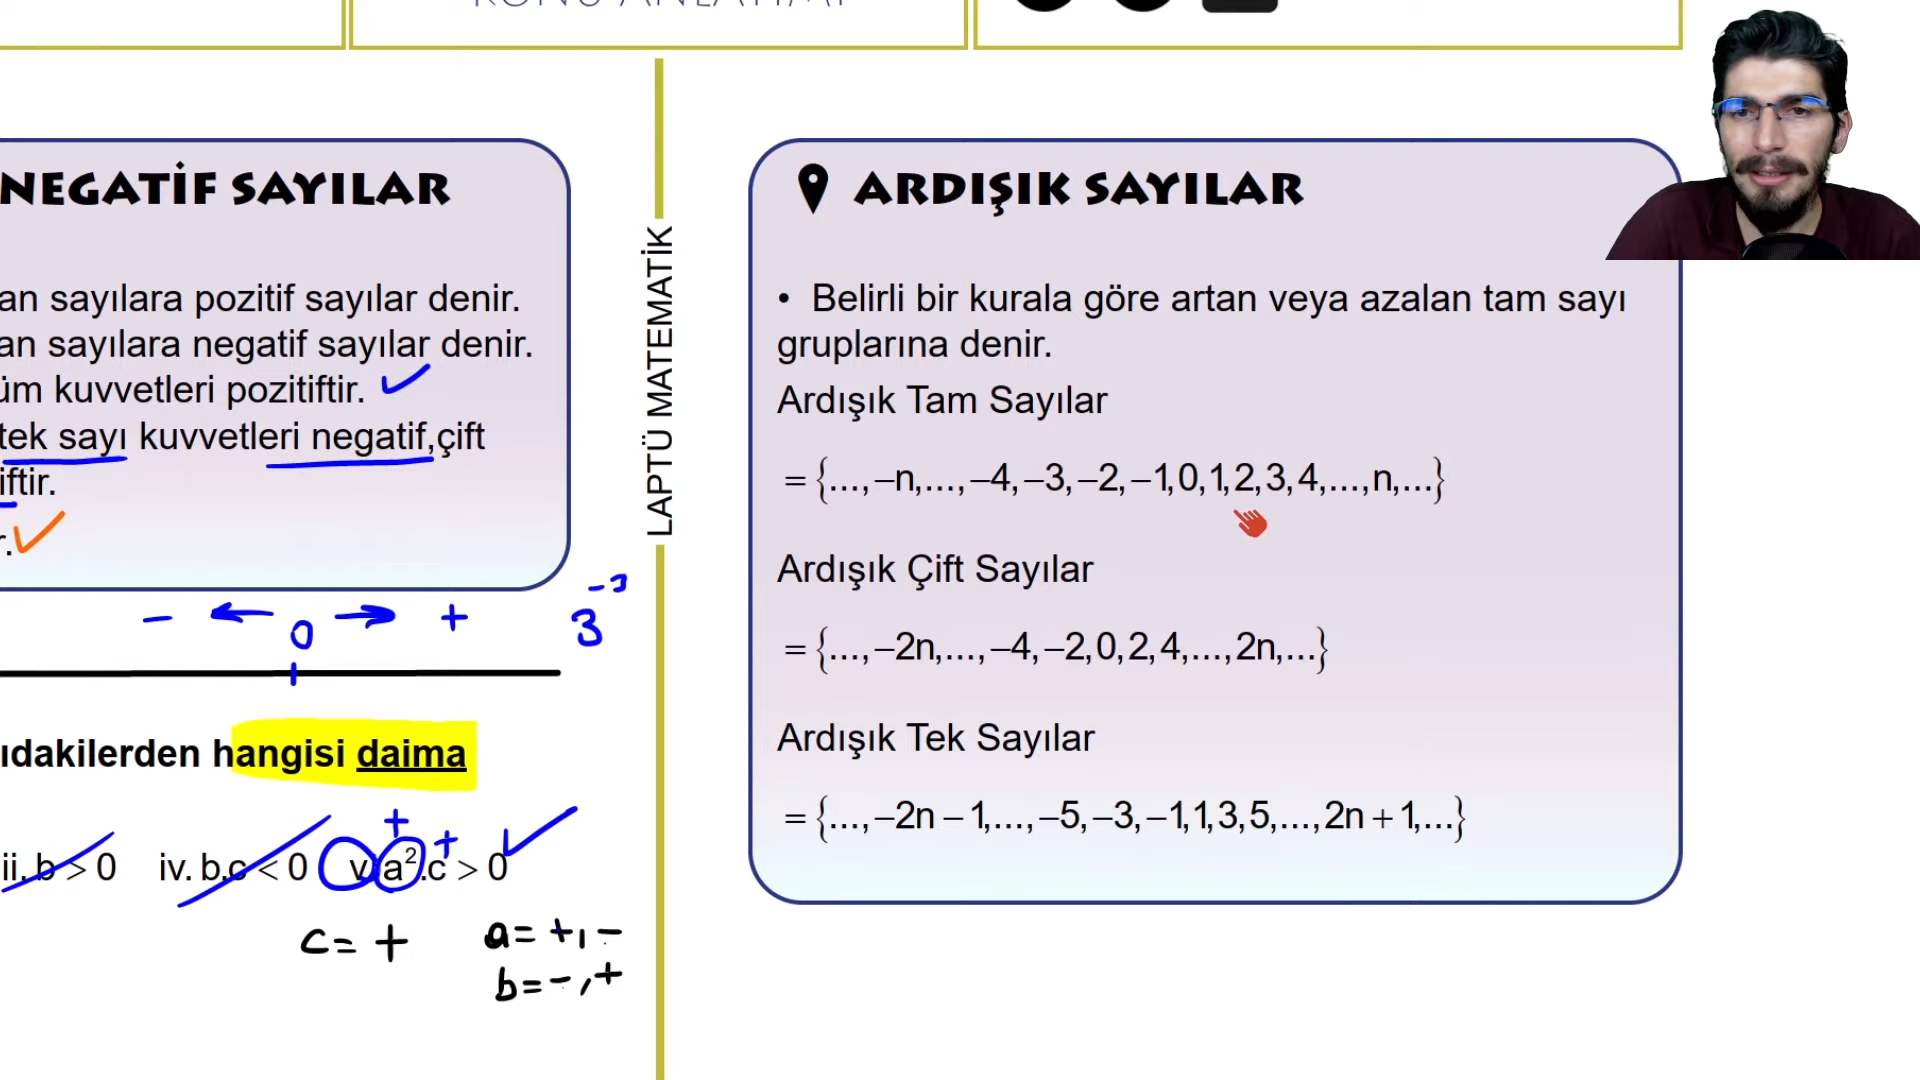 KONU ANLATIMI
NEGATİF SAYILAR
an sayılara pozitif sayılar denir.
an sayılara negatif sayılar denir.
üm kuvvetleri pozitiftir.
tek sayı kuvvetleri negatif,çift
iftir.
r.
- 0 +
3⁻³
ıdakilerden hangisi daima
ii. b > 0 iv. b.c < 0 v. a².c > 0
+ +
c = +
a = +, -
b = -, +
LAPTÜ MATEMATİK
ARDIŞIK SAYILAR
• Belirli bir kurala göre artan veya azalan tam sayı
gruplarına denir.
Ardışık Tam Sayılar
= {...,−n,...,−4,−3,−2,−1,0,1,2,3,4,...,n,...}
Ardışık Çift Sayılar
= {...,−2n,...,−4,−2,0,2,4,...,2n,...}
Ardışık Tek Sayılar
= {...,−2n − 1,...,−5,−3,−1,1,3,5,...,2n + 1,...}